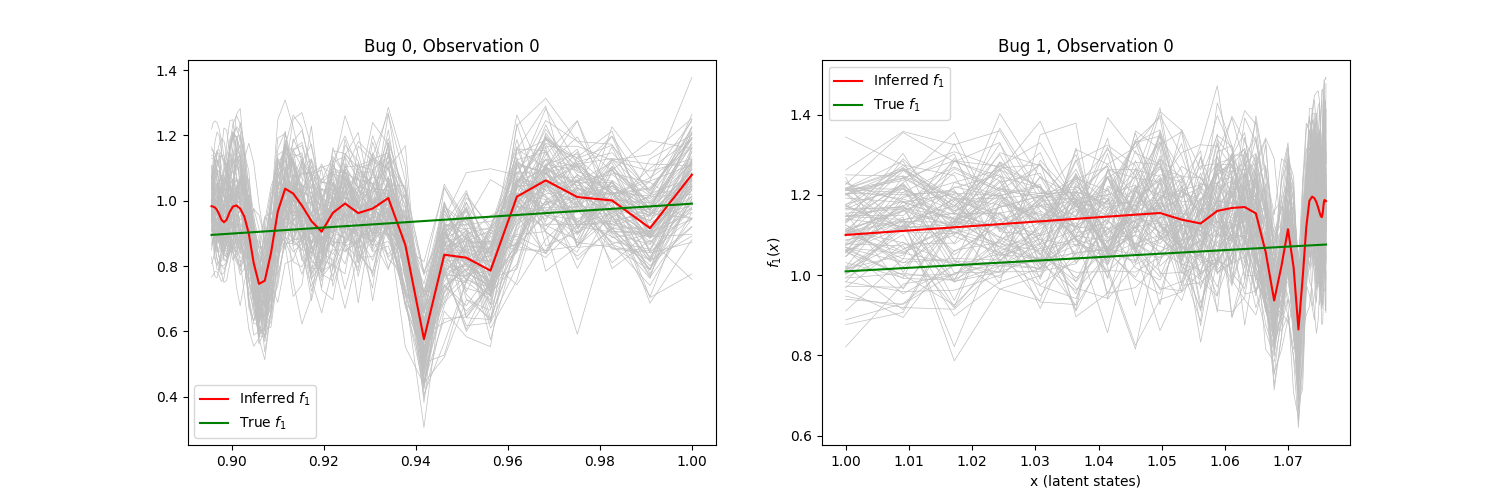 Bug 0, Observation 0
1.4
1.2
1.0
0.8
0.6
0.4
Inferred f₁
True f₁
0.90 0.92 0.94 0.96 0.98 1.00
Bug 1, Observation 0
Inferred f₁
True f₁
f₁(x)
1.4
1.2
1.0
0.8
0.6
1.00 1.01 1.02 1.03 1.04 1.05 1.06 1.07
x (latent states)